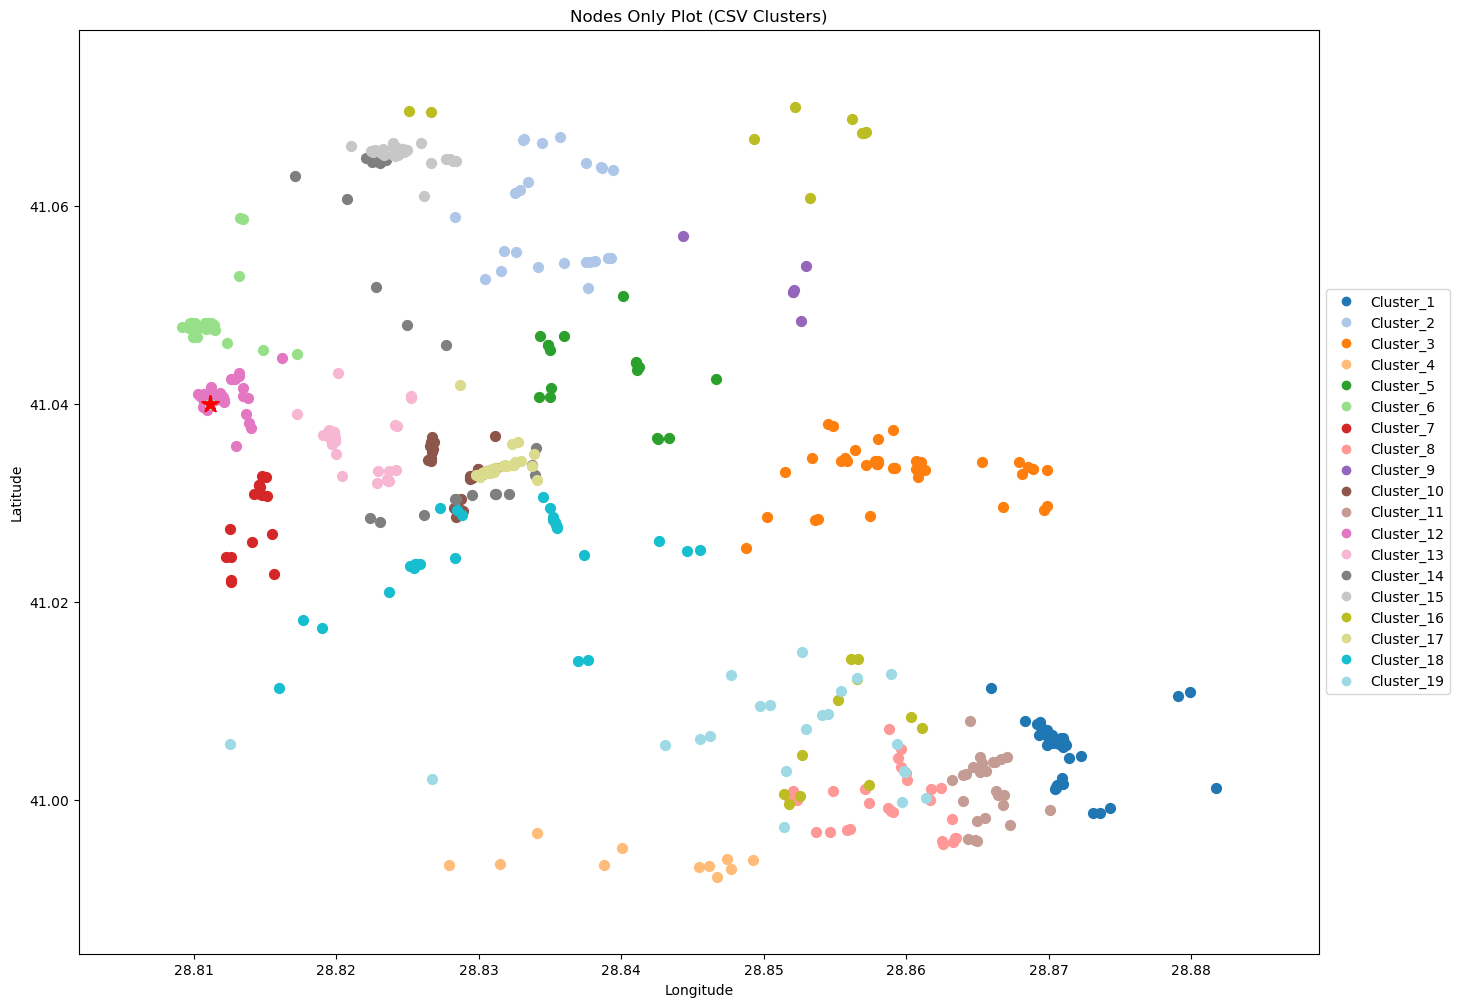 Nodes Only Plot (CSV Clusters)
Latitude
41.06
41.04
41.02
41.00
28.81
28.82
28.83
28.84
28.85
28.86
28.87
28.88
Longitude
Cluster_1
Cluster_2
Cluster_3
Cluster_4
Cluster_5
Cluster_6
Cluster_7
Cluster_8
Cluster_9
Cluster_10
Cluster_11
Cluster_12
Cluster_13
Cluster_14
Cluster_15
Cluster_16
Cluster_17
Cluster_18
Cluster_19